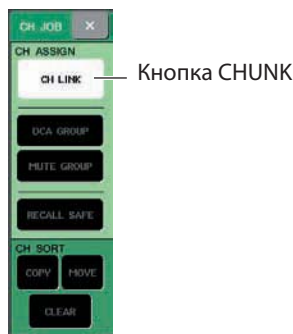 CH JOB ×
CH ASSIGN
CH LINK
Кнопка CHUNK
DCA GROUP
MUTE GROUP
RECALL SAFE
CH SORT
COPY MOVE
CLEAR